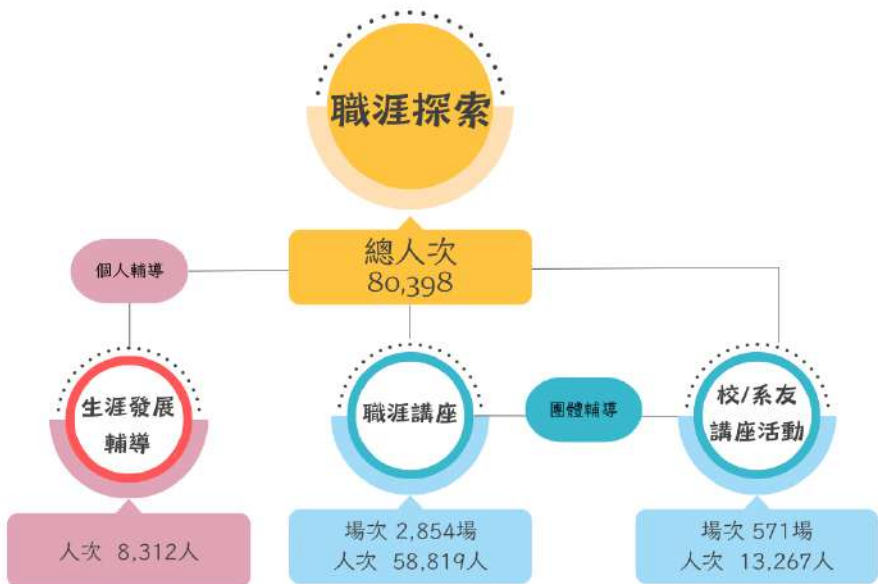 職涯探索
總人次
80,398
個人輔導
生涯發展
輔導
職涯講座
團體輔導
校/系友
講座活動
人次 8,312人
場次 2,854場
人次 58,819人
場次 571場
人次 13,267人